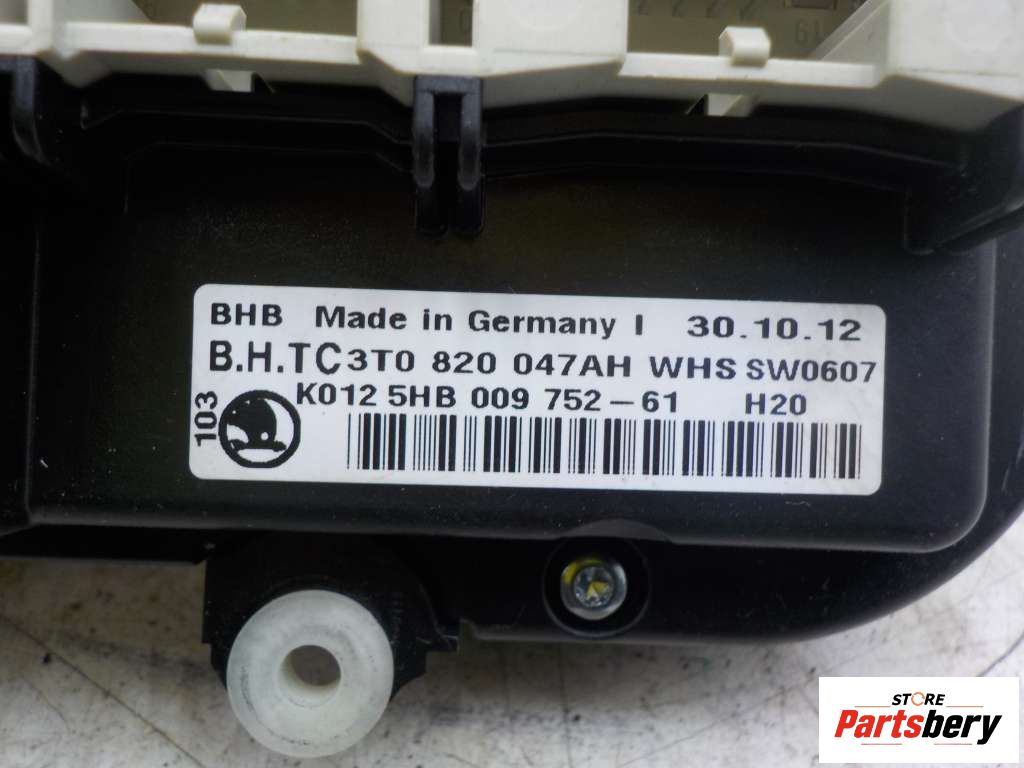 61
BHB Made in Germany I 30.10.12
B.H.TC 3T0 820 047AH WHS SW0607
K012 5HB 009 752-61 H20
103
STORE
Partsbery